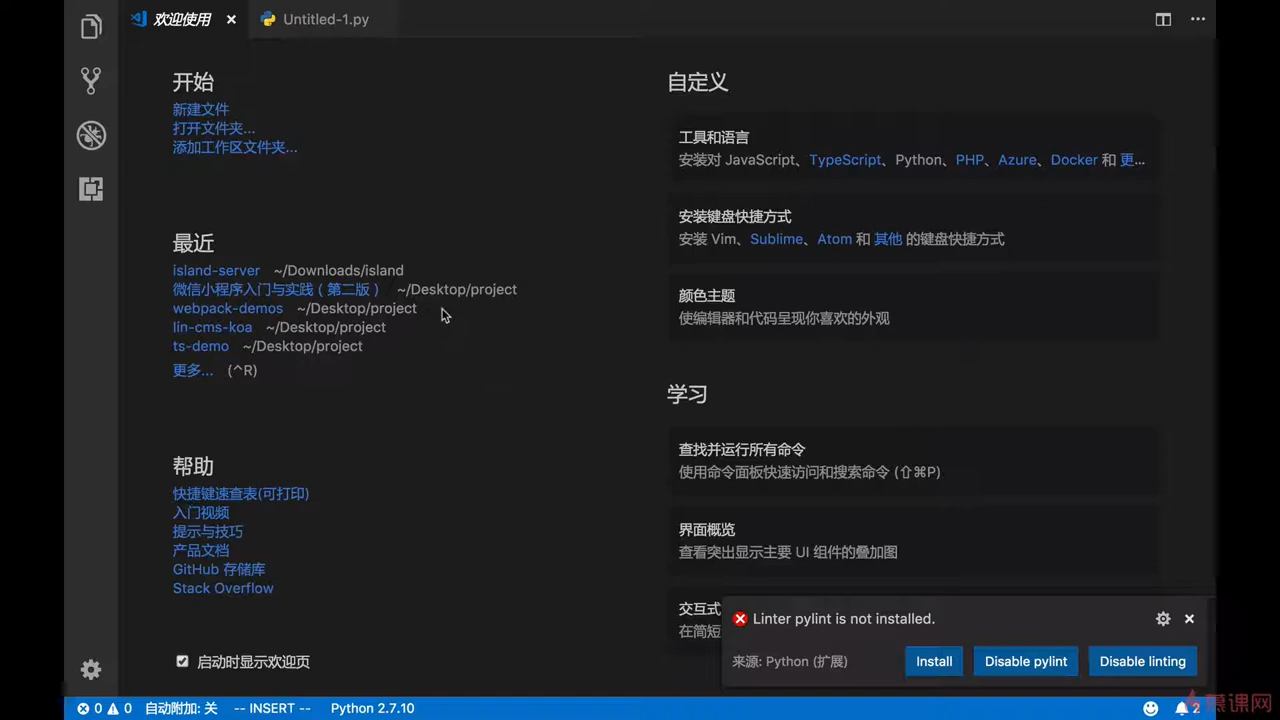 欢迎使用
Untitled-1.py
开始
新建文件
打开文件夹...
添加工作区文件夹...
最近
island-server ~/Downloads/island
微信小程序入门与实践（第二版） ~/Desktop/project
webpack-demos ~/Desktop/project
lin-cms-koa ~/Desktop/project
ts-demo ~/Desktop/project
更多... (^R)
帮助
快捷键速查表(可打印)
入门视频
提示与技巧
产品文档
GitHub 存储库
Stack Overflow
启动时显示欢迎页
自定义
工具和语言
安装对 JavaScript、TypeScript、Python、PHP、Azure、Docker 和 更...
安装键盘快捷方式
安装 Vim、Sublime、Atom 和 其他 的键盘快捷方式
颜色主题
使编辑器和代码呈现你喜欢的外观
学习
查找并运行所有命令
使用命令面板快速访问和搜索命令 (⇧⌘P)
界面概览
查看突出显示主要 UI 组件的叠加图
交互式
在简短
Linter pylint is not installed.
来源: Python (扩展)
Install
Disable pylint
Disable linting
0 0 自动附加: 关 -- INSERT -- Python 2.7.10
2
慕课网